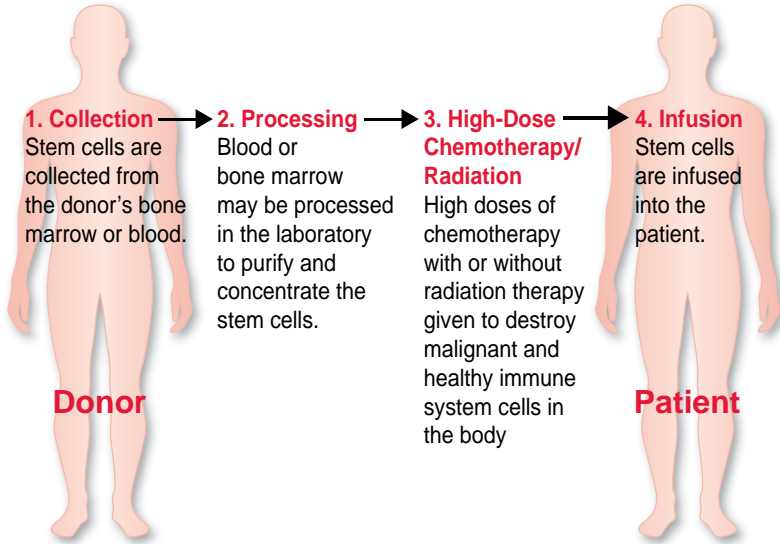 1. Collection
Stem cells are
collected from
the donor's bone
marrow or blood.
2. Processing
Blood or
bone marrow
may be processed
in the laboratory
to purify and
concentrate the
stem cells.
3. High-Dose
Chemotherapy/
Radiation
High doses of
chemotherapy
with or without
radiation therapy
given to destroy
malignant and
healthy immune
system cells in
the body
4. Infusion
Stem cells
are infused
into the
patient.
Donor
Patient